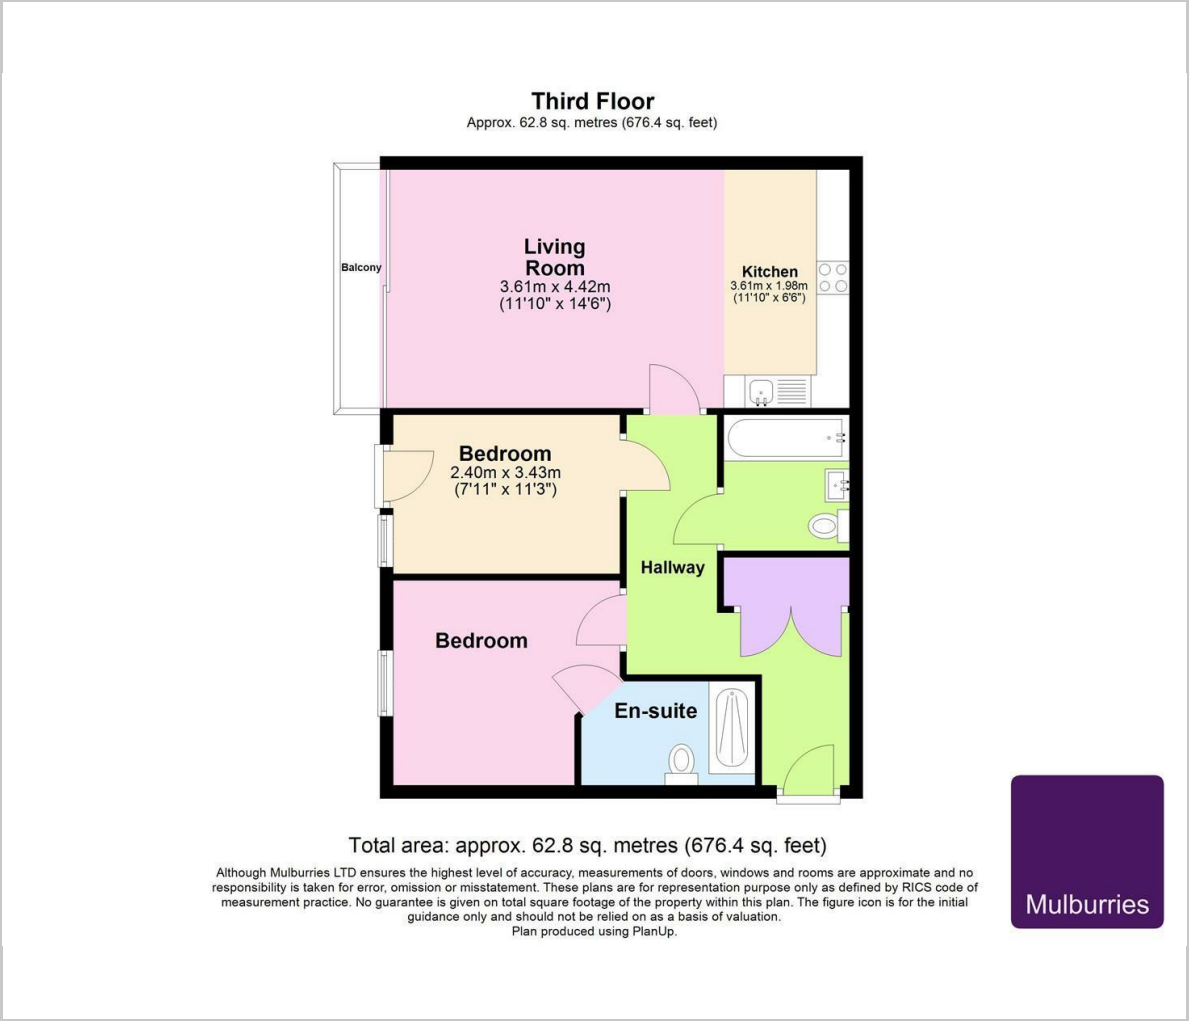 Third Floor
Approx. 62.8 sq. metres (676.4 sq. feet)
Living
Room
3.61m x 4.42m
(11'10" x 14'6")
Balcony
Kitchen
3.61m x 1.98m
(11'10" x 6'6")
Bedroom
2.40m x 3.43m
(7'11" x 11'3")
Hallway
Bedroom
En-suite
Total area: approx. 62.8 sq. metres (676.4 sq. feet)
Although Mulburries LTD ensures the highest level of accuracy, measurements of doors, windows and rooms are approximate and no
responsibility is taken for error, omission or misstatement. These plans are for representation purpose only as defined by RICS code of
measurement practice. No guarantee is given on total square footage of the property within this plan. The figure icon is for the initial
guidance only and should not be relied on as a basis of valuation.
Plan produced using PlanUp.
Mulburries